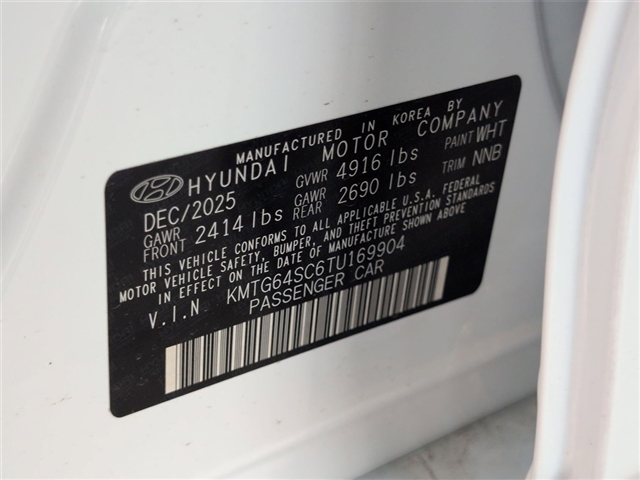 MANUFACTURED IN KOREA BY
HYUNDAI MOTOR COMPANY
DEC/2025 GVWR 4916 lbs PAINT WHT
GAWR FRONT 2414 lbs GAWR REAR 2690 lbs TRIM NNB
THIS VEHICLE CONFORMS TO ALL APPLICABLE U.S.A. FEDERAL
MOTOR VEHICLE SAFETY, BUMPER, AND THEFT PREVENTION STANDARDS
IN EFFECT ON THE DATE OF MANUFACTURE SHOWN ABOVE
V.I.N KMTG64SC6TU169904
PASSENGER CAR